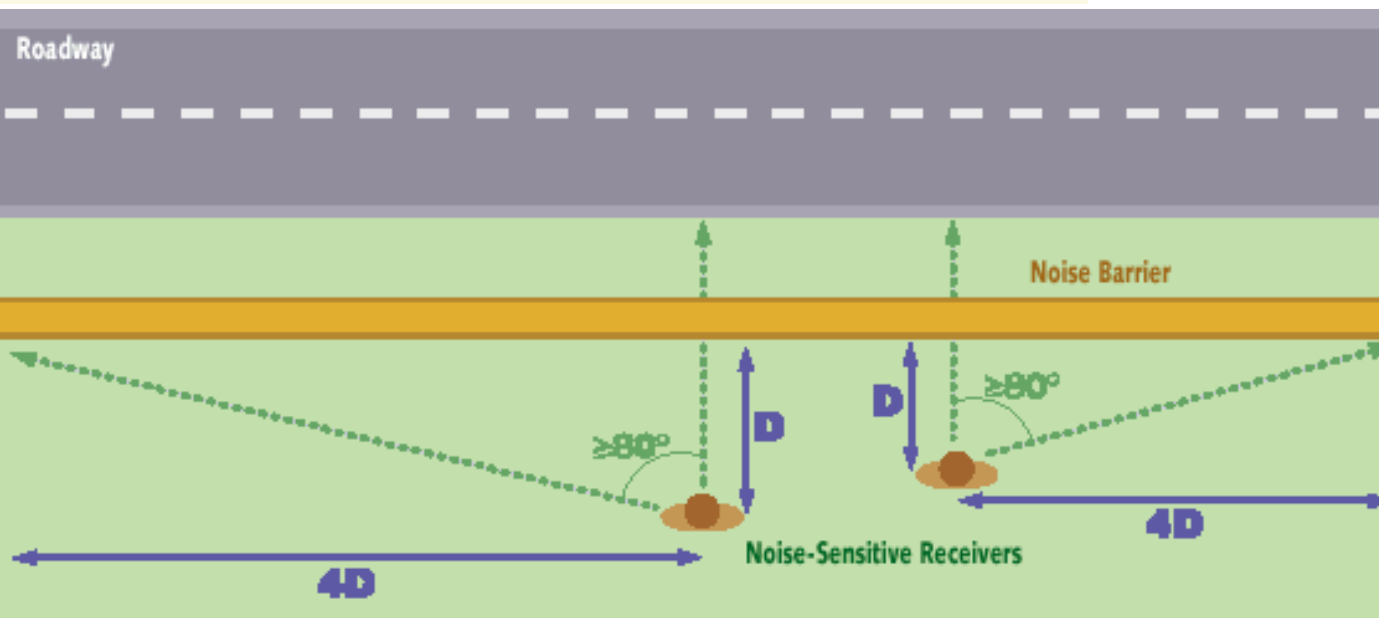 Roadway
Noise Barrier
D
D
≥80°
≥80°
4D
Noise-Sensitive Receivers
4D